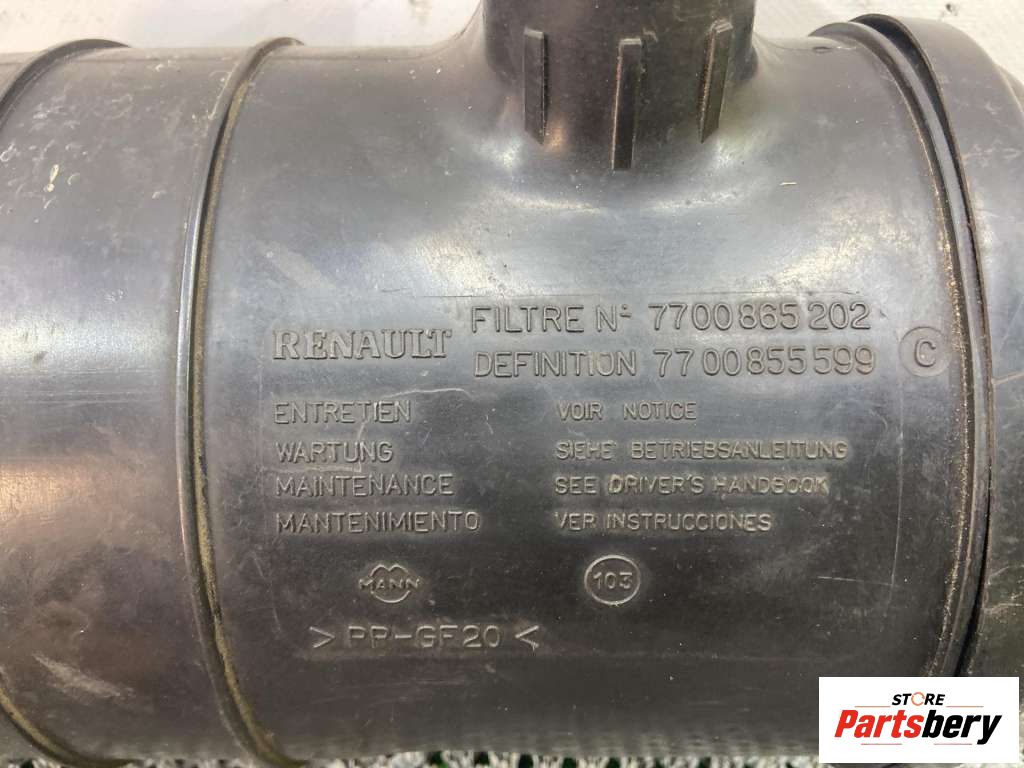 RENAULT
FILTRE Nº 7700865202
DEFINITION 7700855599
C
ENTRETIEN VOIR NOTICE
WARTUNG SIEHE BETRIEBSANLEITUNG
MAINTENANCE SEE DRIVER'S HANDBOOK
MANTENIMIENTO VER INSTRUCCIONES
MANN 103
>PP-GF20<
STORE
Partsbery